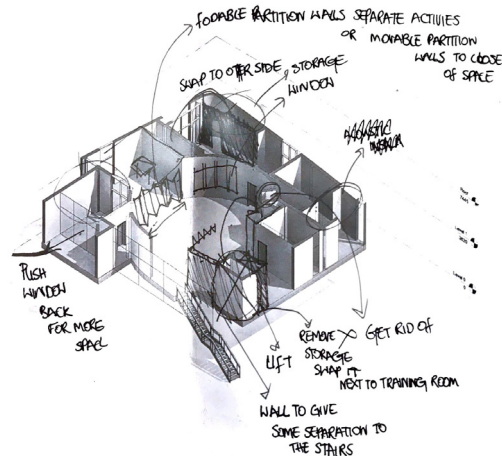 FODABLE PARTITION WALLS SEPARATE ACTIVIES
OR MOVABLE PARTITION
WALLS TO CLOSE
OF SPACE
SWAP TO OTHER SIDE
STORAGE
WINDOW
PUSH
WINDOW
BACK
FOR MORE
SPACE
LIFT
REMOVE
STORAGE
SWAP IT
NEXT TO TRAINING ROOM
GET RID OF
WALL TO GIVE
SOME SEPARATION TO
THE STAIRS